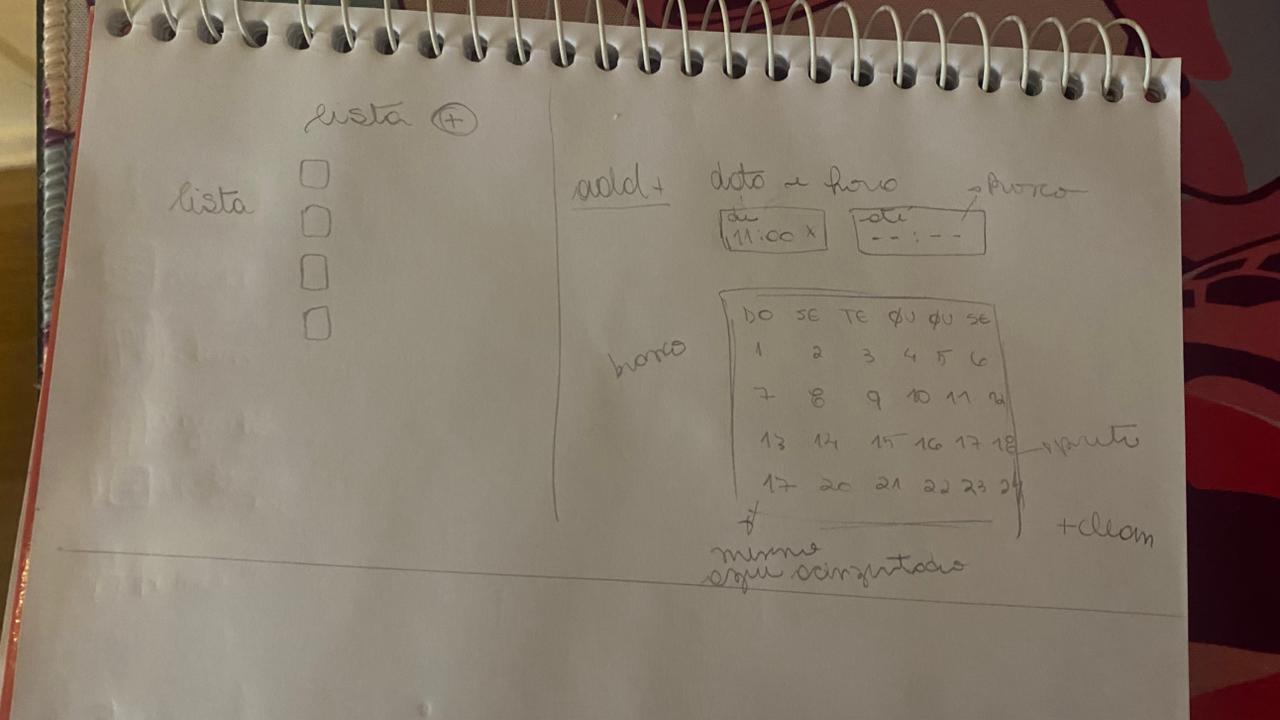 lista +
lista
add+
data e hora
branco
de
11:00 x
até
--:--
branco
DO SE TE QU QU SE
1 2 3 4 5 6
7 8 9 10 11 12
13 14 15 16 17 18
17 20 21 22 23 24
preto
+clean
mesmo
azul acinzentado